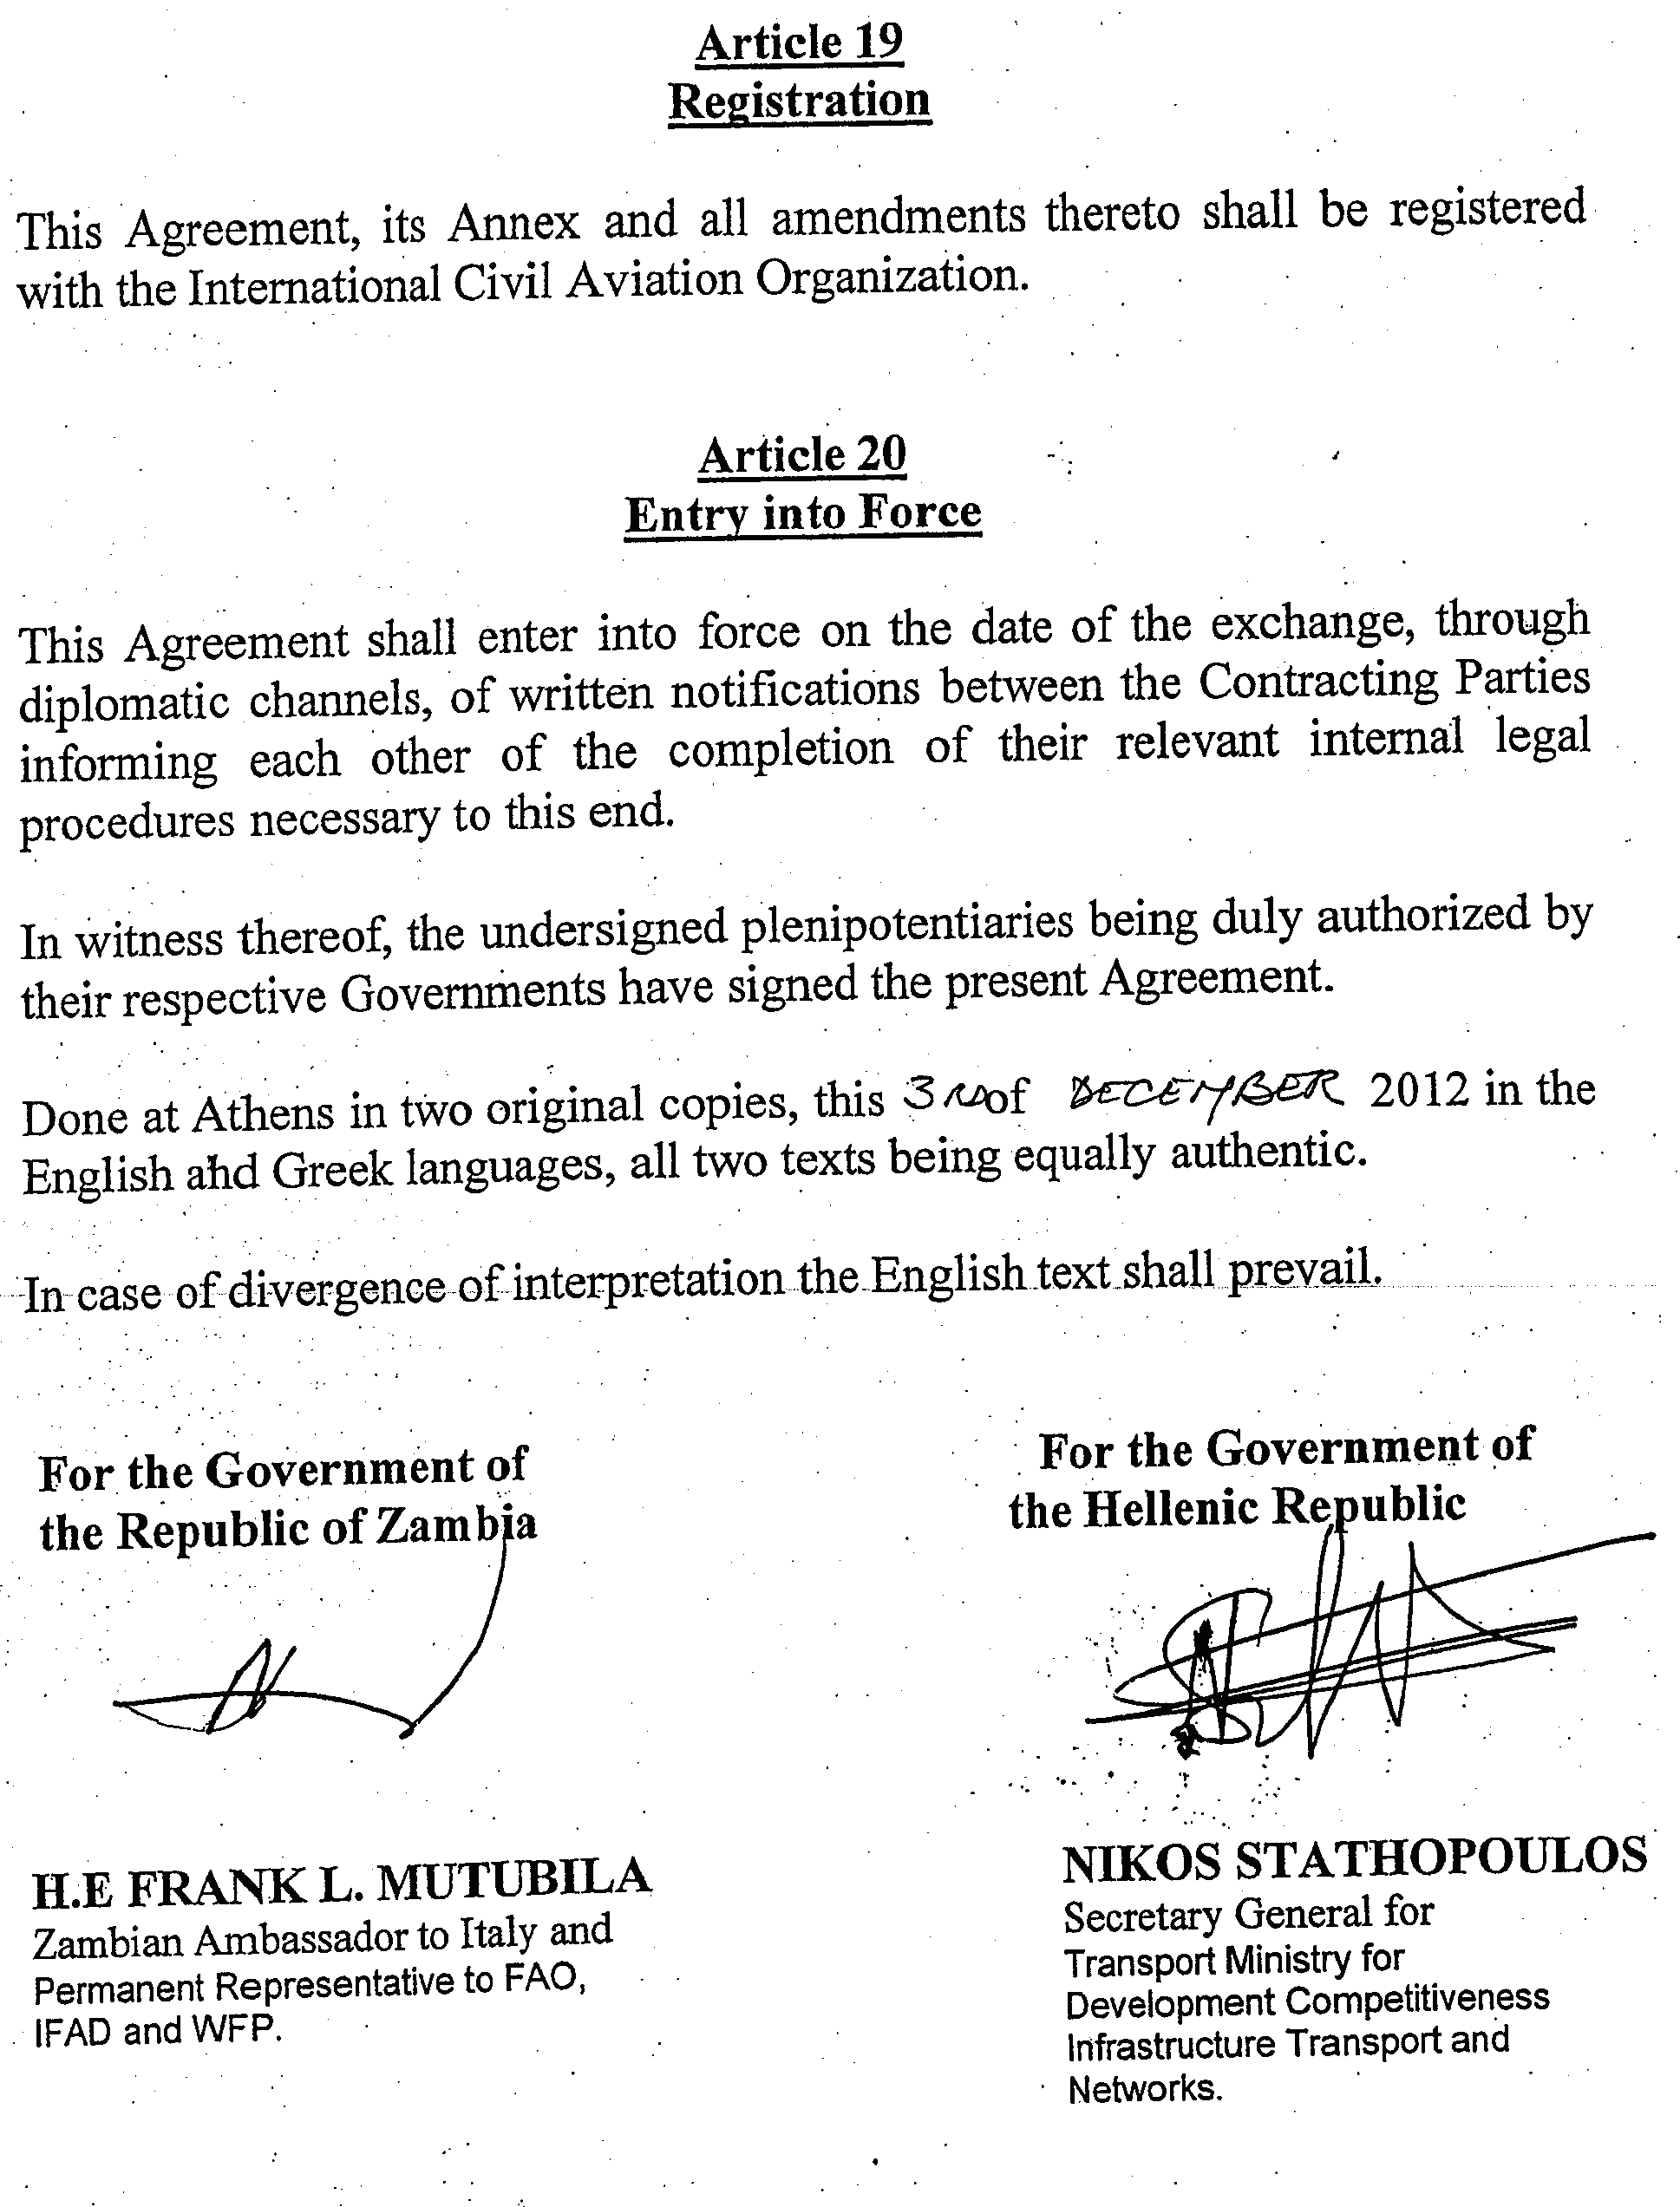 Article 19
Registration
This Agreement, its Annex and all amendments thereto shall be registered
with the International Civil Aviation Organization.
Article 20
Entry into Force
This Agreement shall enter into force on the date of the exchange, through
diplomatic channels, of written notifications between the Contracting Parties
informing each other of the completion of their relevant internal legal
procedures necessary to this end.
In witness thereof, the undersigned plenipotentiaries being duly authorized by
their respective Governments have signed the present Agreement.
Done at Athens in two original copies, this 3 of DECEMBER 2012 in the
English and Greek languages, all two texts being equally authentic.
In case of divergence of interpretation the English text shall prevail.
For the Government of
the Republic of Zambia
For the Government of
the Hellenic Republic
H.E FRANK L. MUTUBILA
Zambian Ambassador to Italy and
Permanent Representative to FAO,
IFAD and WFP.
NIKOS STATHOPOULOS
Secretary General for
Transport Ministry for
Development Competitiveness
Infrastructure Transport and
Networks.